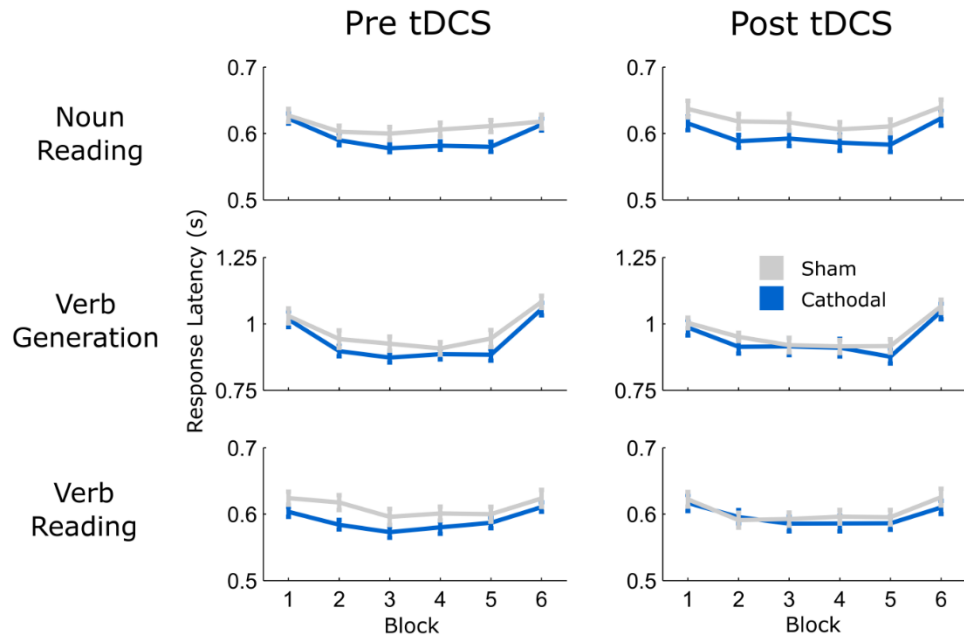 Pre tDCS
Post tDCS
Noun
Reading
0.7
0.6
0.5
0.7
0.6
0.5
Verb
Generation
Response Latency (s)
1.25
1
0.75
1.25
1
0.75
Sham
Cathodal
Verb
Reading
0.7
0.6
0.5
0.7
0.6
0.5
1 2 3 4 5 6
1 2 3 4 5 6
Block
Block